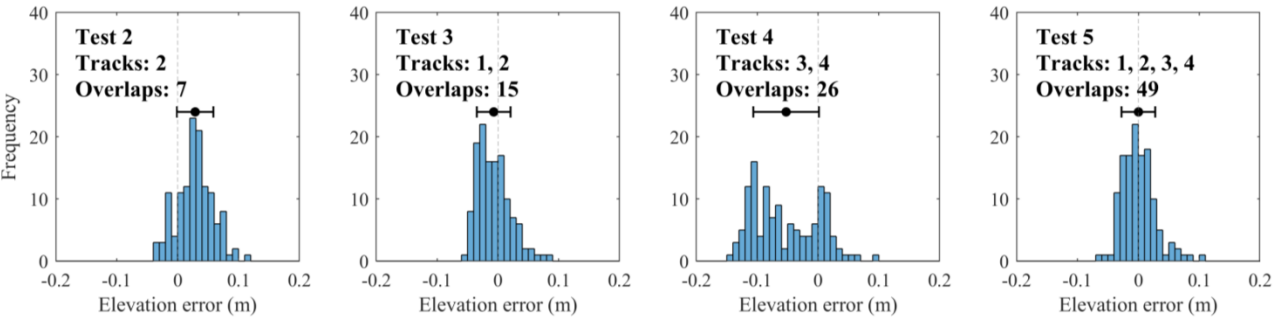 40
30
20
10
0
Frequency
Test 2
Tracks: 2
Overlaps: 7
-0.2 -0.1 0 0.1 0.2
Elevation error (m)
40
30
20
10
0
Test 3
Tracks: 1, 2
Overlaps: 15
-0.2 -0.1 0 0.1 0.2
Elevation error (m)
40
30
20
10
0
Test 4
Tracks: 3, 4
Overlaps: 26
-0.2 -0.1 0 0.1 0.2
Elevation error (m)
40
30
20
10
0
Test 5
Tracks: 1, 2, 3, 4
Overlaps: 49
-0.2 -0.1 0 0.1 0.2
Elevation error (m)